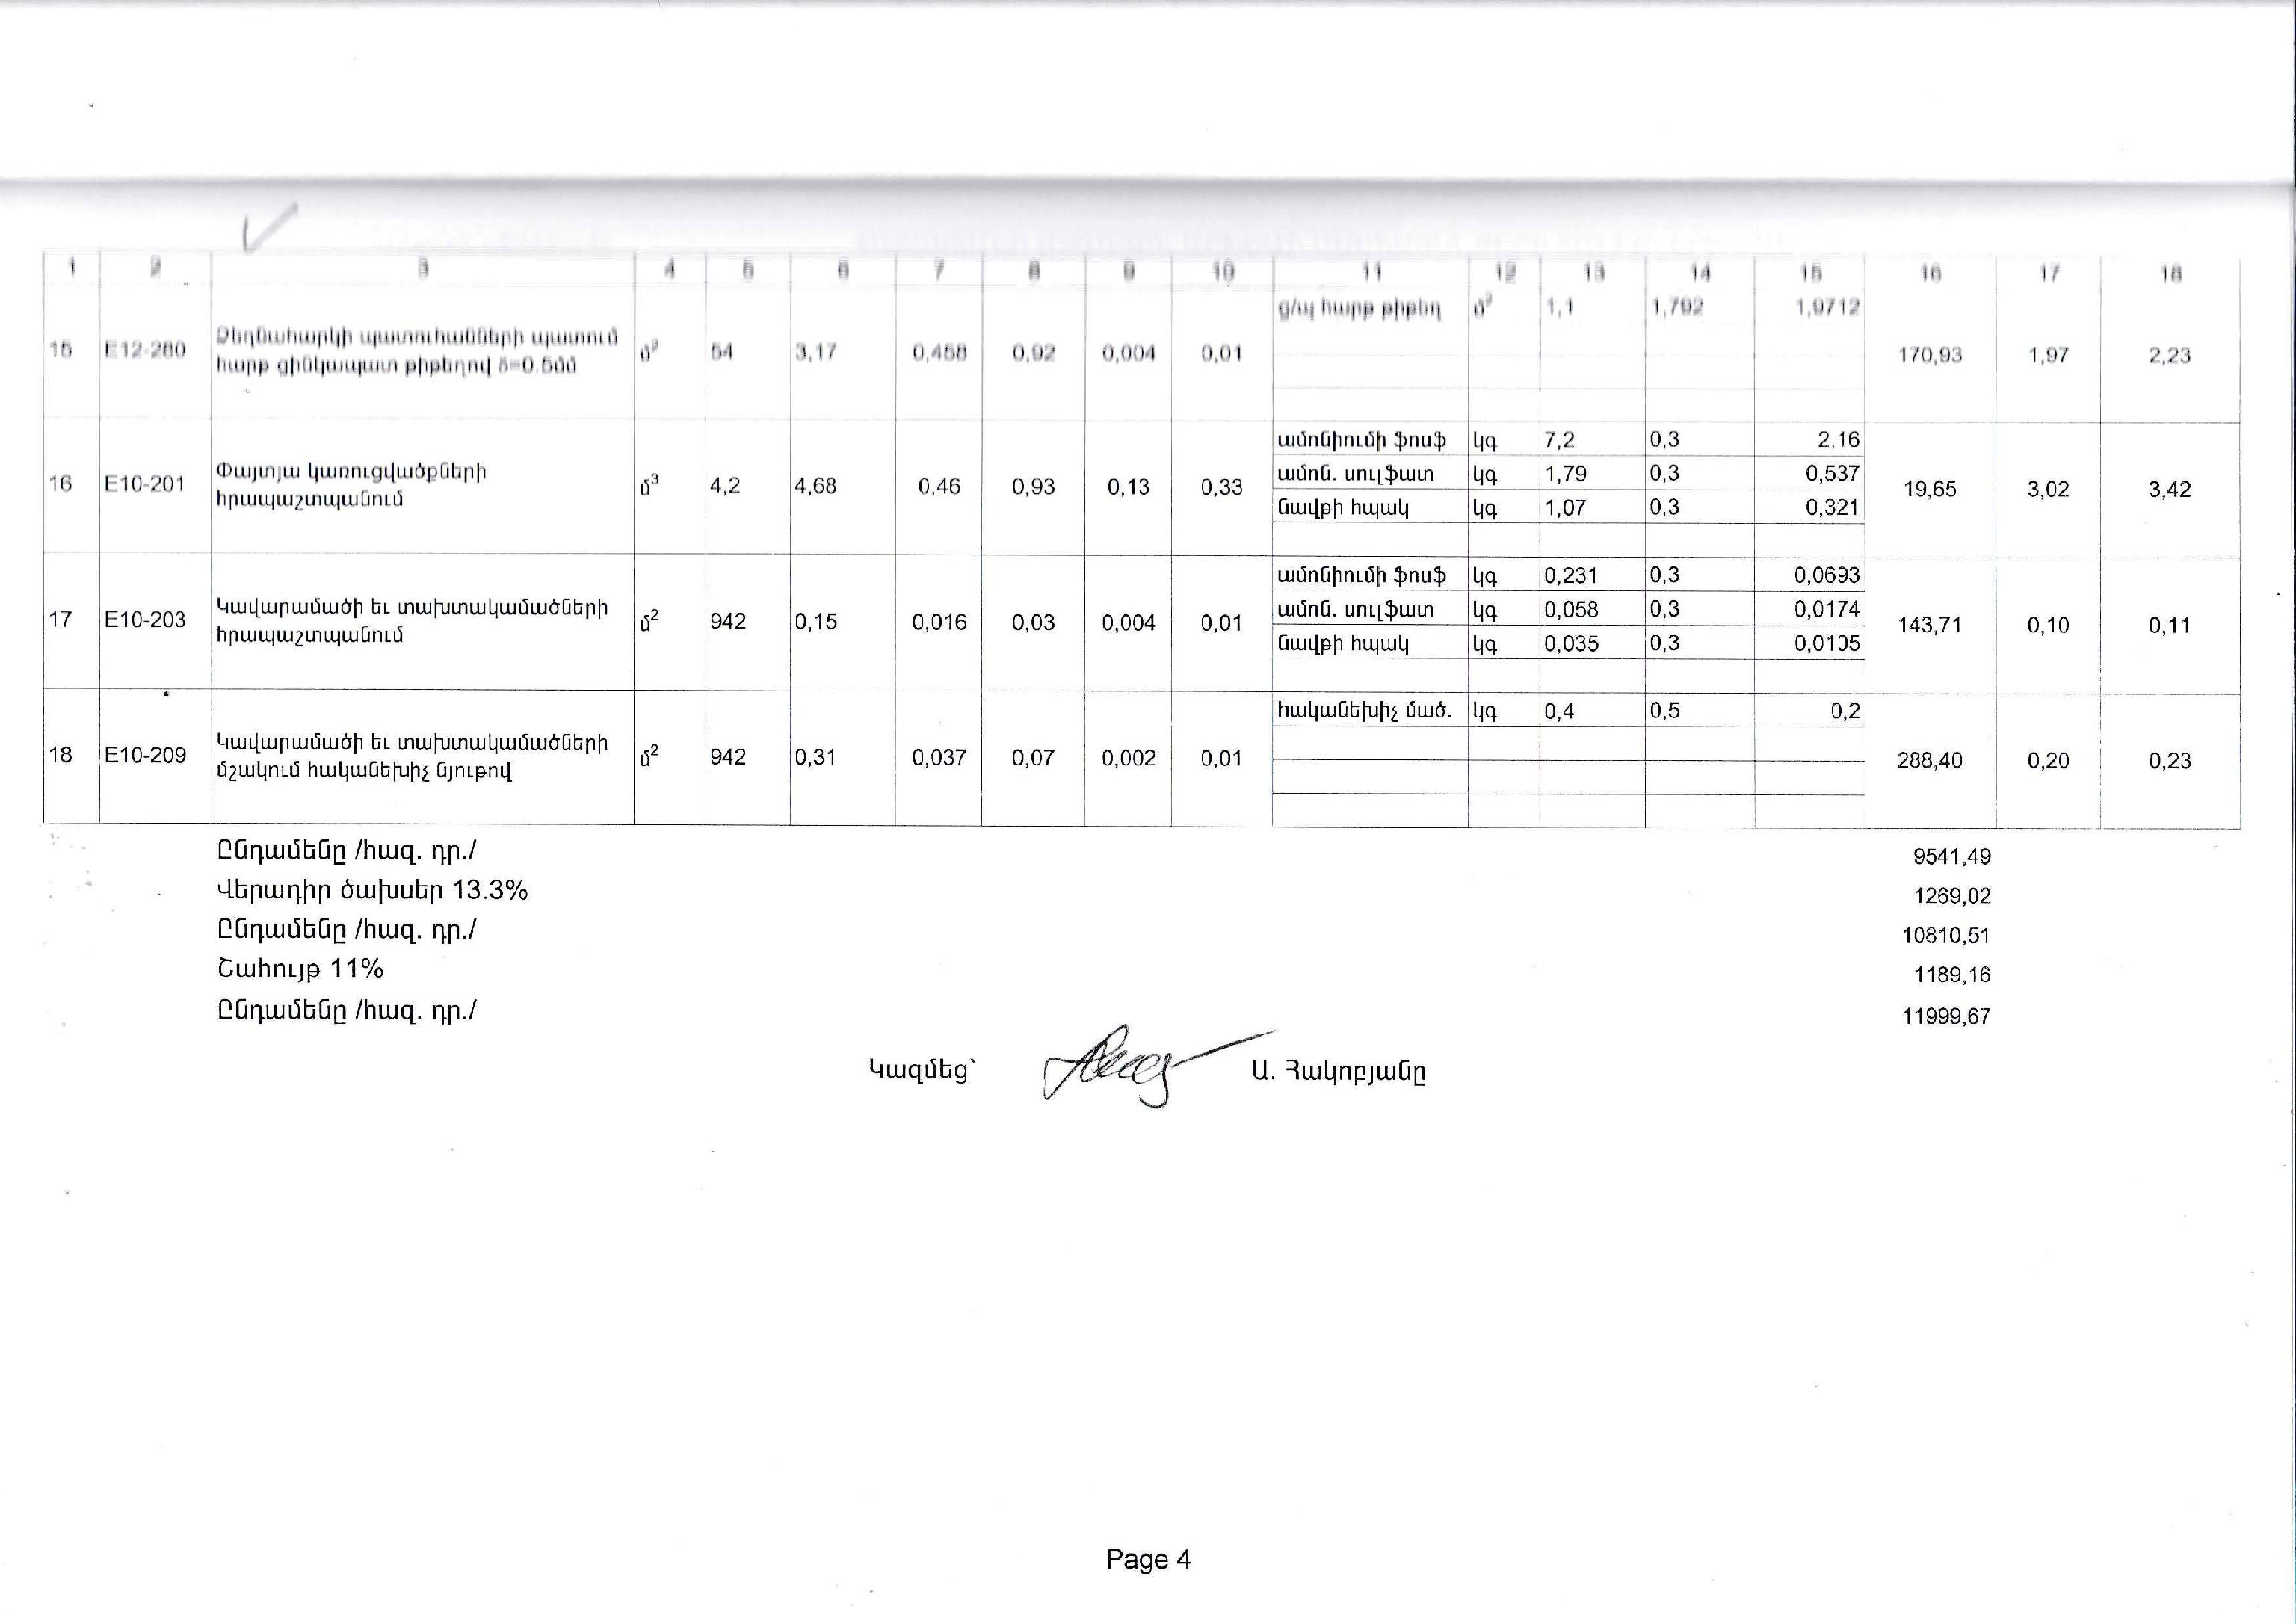 1 2 3 4 5 6 7 8 9 10 11 12 13 14 15 16 17 18
15 E12-280 Ձեղնահարկի պատուհանների պատում հարթ ցինկապատ թիթեղով δ=0.5մմ մ² 54 3,17 0,458 0,92 0,004 0,01 ց/պ հարթ թիթեղ մ² 1,1 1,792 1,9712 170,93 1,97 2,23
16 E10-201 Փայտյա կառուցվածքների հրապաշտպանում մ³ 4,2 4,68 0,46 0,93 0,13 0,33 19,65 3,02 3,42
ամոնիումի ֆոսֆ կգ 7,2 0,3 2,16
ամոն. սուլֆատ կգ 1,79 0,3 0,537
նավթի հպակ կգ 1,07 0,3 0,321
17 E10-203 Կավարամածի եւ տախտակամածների հրապաշտպանում մ² 942 0,15 0,016 0,03 0,004 0,01 143,71 0,10 0,11
ամոնիումի ֆոսֆ կգ 0,231 0,3 0,0693
ամոն. սուլֆատ կգ 0,058 0,3 0,0174
նավթի հպակ կգ 0,035 0,3 0,0105
18 E10-209 Կավարամածի եւ տախտակամածների մշակում հականեխիչ նյութով մ² 942 0,31 0,037 0,07 0,002 0,01 հականեխիչ մած. կգ 0,4 0,5 0,2 288,40 0,20 0,23
Ընդամենը /հազ. դր./ 9541,49
Վերադիր ծախսեր 13.3% 1269,02
Ընդամենը /հազ. դր./ 10810,51
Շահույթ 11% 1189,16
Ընդամենը /հազ. դր./ 11999,67
Կազմեց՝ Ա. Հակոբյանը
Page 4